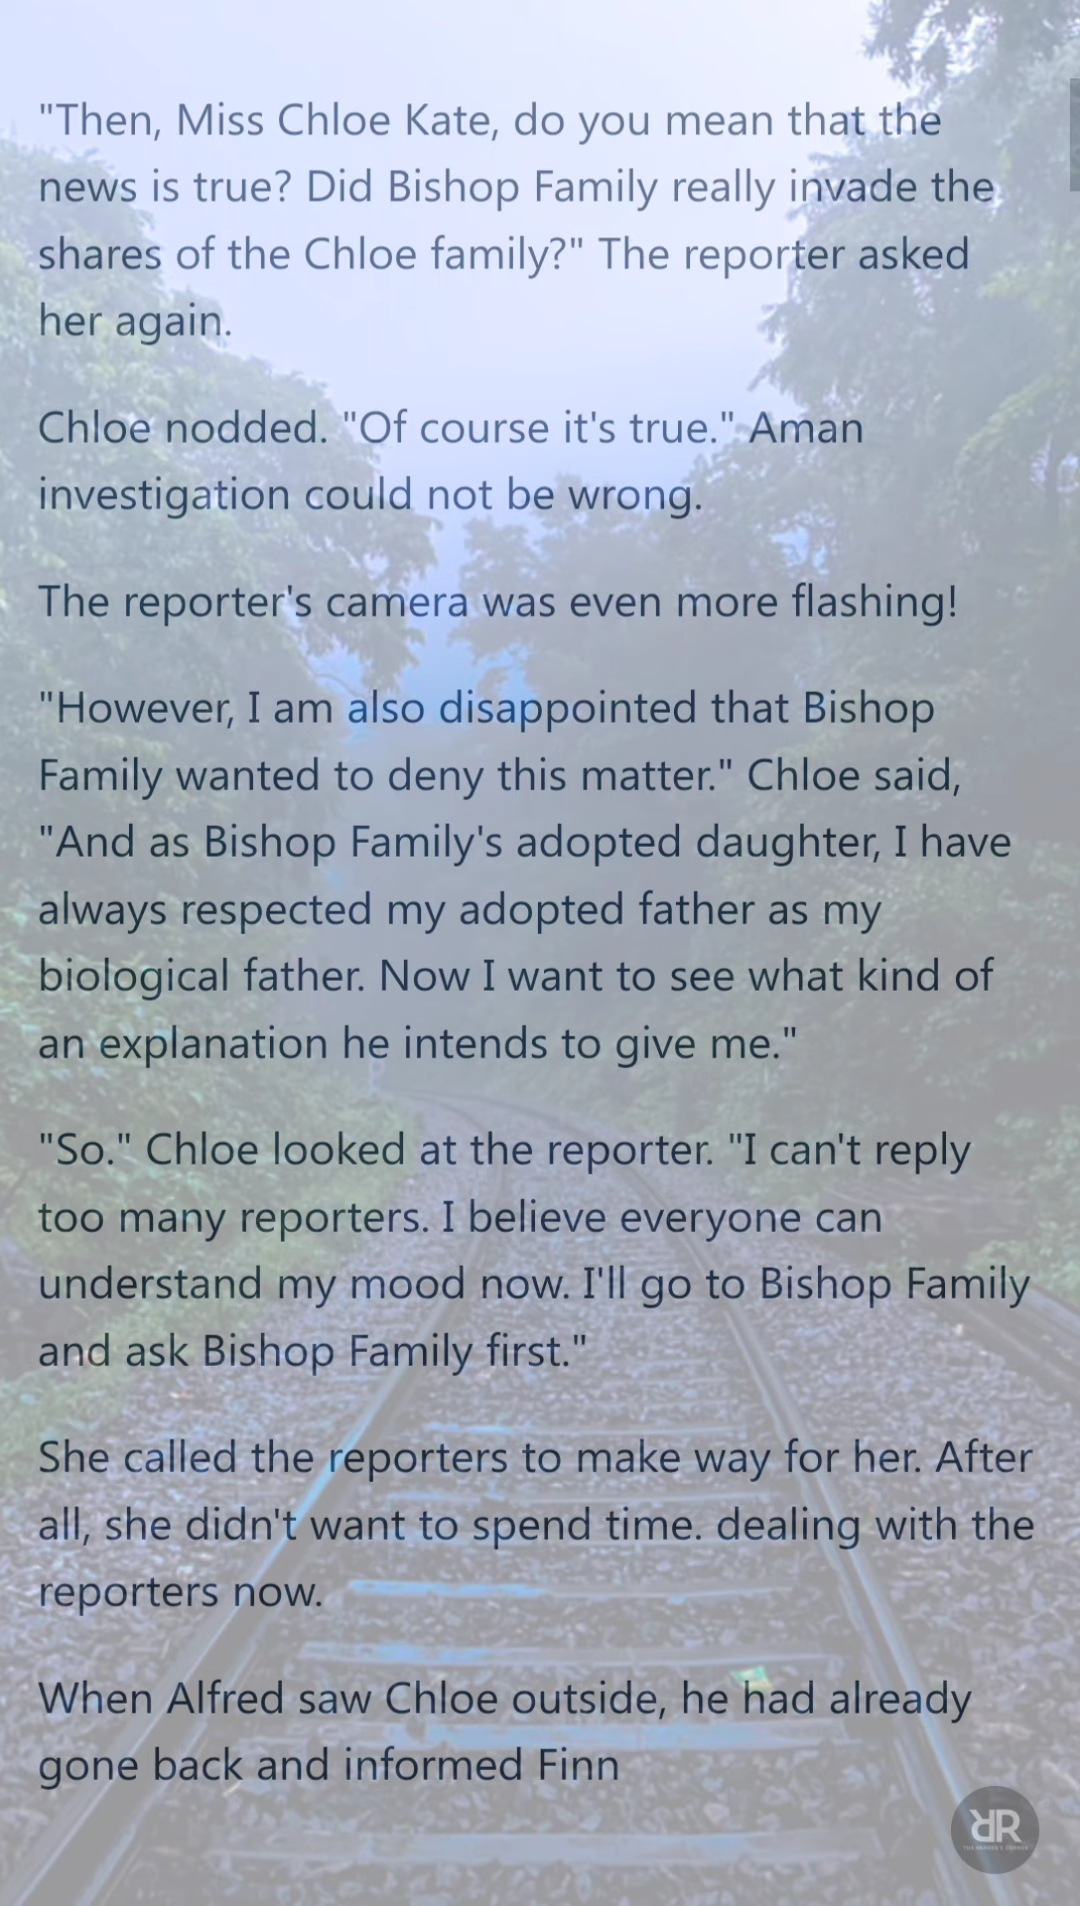 "Then, Miss Chloe Kate, do you mean that the
news is true? Did Bishop Family really invade the
shares of the Chloe family?" The reporter asked
her again.
Chloe nodded. "Of course it's true." Aman
investigation could not be wrong.
The reporter's camera was even more flashing!
"However, I am also disappointed that Bishop
Family wanted to deny this matter." Chloe said,
"And as Bishop Family's adopted daughter, I have
always respected my adopted father as my
biological father. Now I want to see what kind of
an explanation he intends to give me."
"So." Chloe looked at the reporter. "I can't reply
too many reporters. I believe everyone can
understand my mood now. I'll go to Bishop Family
and ask Bishop Family first."
She called the reporters to make way for her. After
all, she didn't want to spend time. dealing with the
reporters now.
When Alfred saw Chloe outside, he had already
gone back and informed Finn